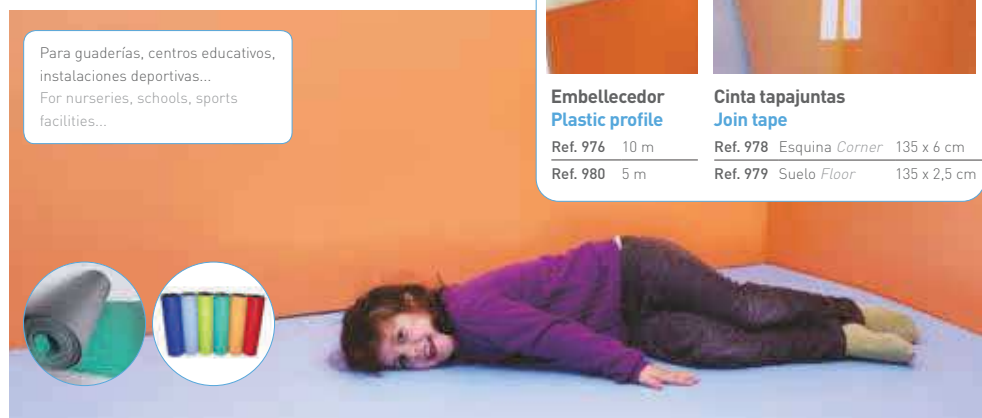 Para guaderías, centros educativos,
instalaciones deportivas...
For nurseries, schools, sports
facilities...
Embellecedor
Plastic profile
Ref. 976 10 m
Ref. 980 5 m
Cinta tapajuntas
Join tape
Ref. 978 Esquina Corner 135 x 6 cm
Ref. 979 Suelo Floor 135 x 2,5 cm